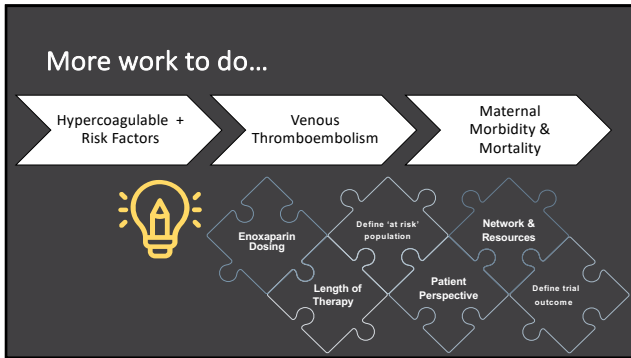 More work to do…
Hypercoagulable +
Risk Factors
Venous
Thromboembolism
Maternal
Morbidity &
Mortality
Enoxaparin
Dosing
Define 'at risk'
population
Network &
Resources
Length of
Therapy
Patient
Perspective
Define trial
outcome